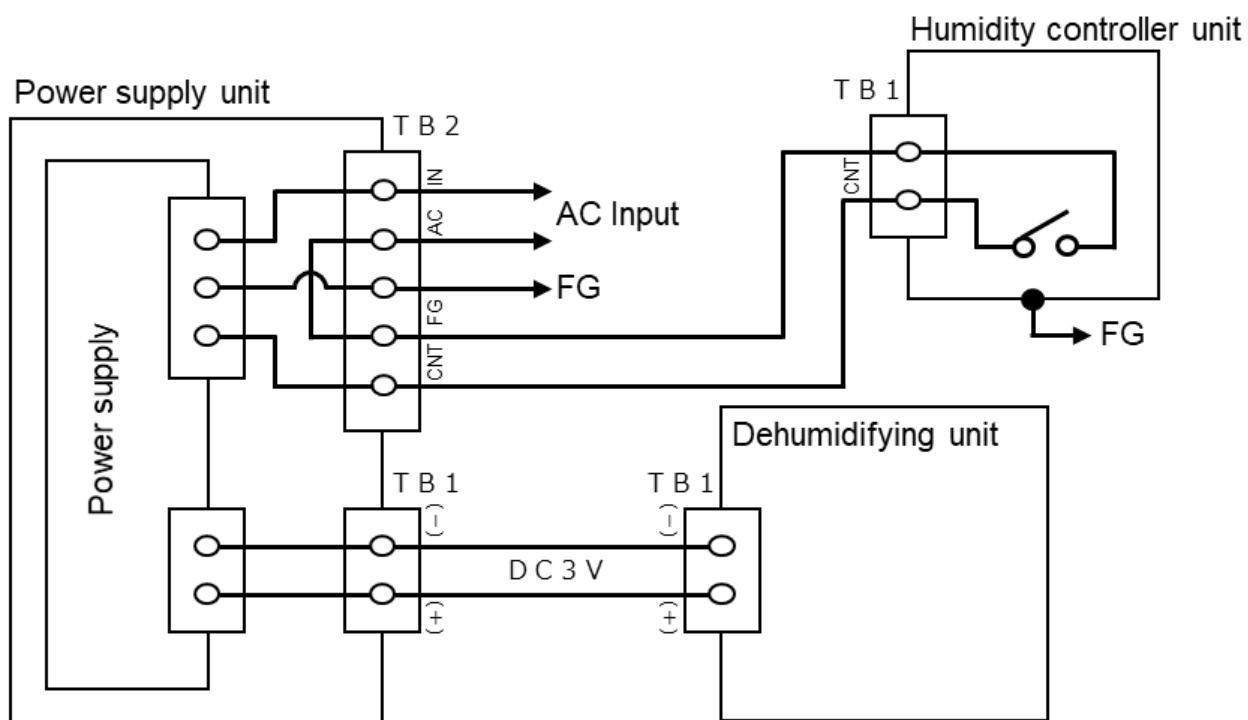 Humidity controller unit
Power supply unit
TB1
TB2
IN
AC
AC Input
CNT
FG
FG
FG
CNT
Power supply
Dehumidifying unit
TB1
TB1
(−)
(−)
DC3V
(+)
(+)